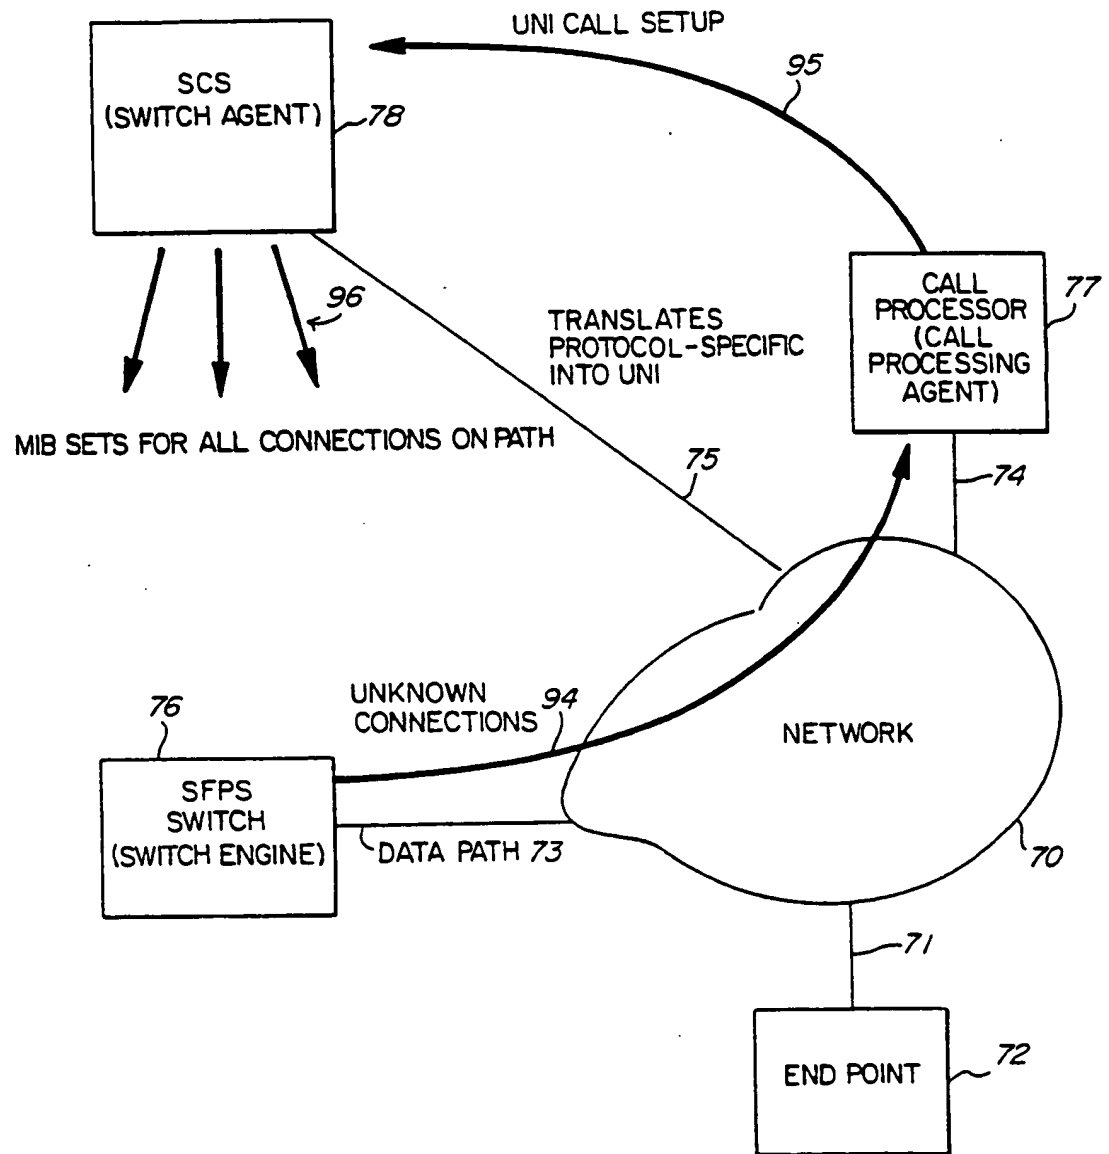 UNI CALL SETUP
95
SCS
(SWITCH AGENT)
78
96
MIB SETS FOR ALL CONNECTIONS ON PATH
TRANSLATES
PROTOCOL-SPECIFIC
INTO UNI
CALL
PROCESSOR
(CALL
PROCESSING
AGENT)
77
75
74
UNKNOWN
CONNECTIONS
94
NETWORK
76
SFPS
SWITCH
(SWITCH ENGINE)
DATA PATH 73
70
71
END POINT
72